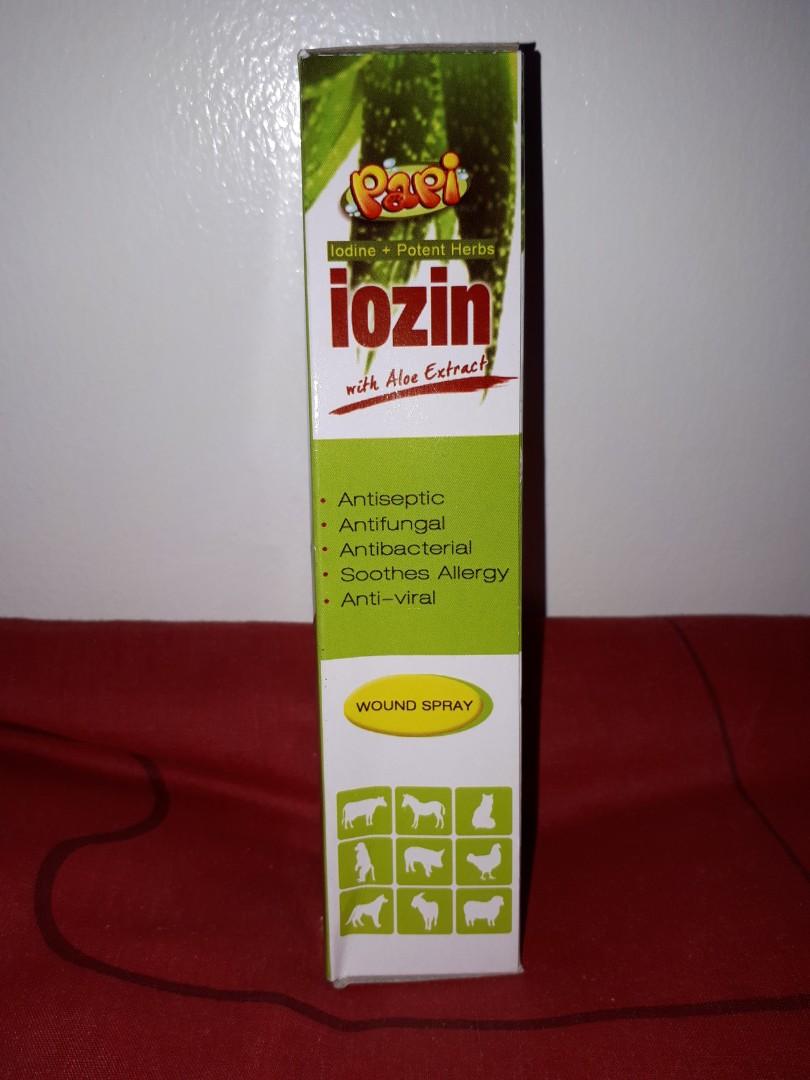 Papi
Iodine + Potent Herbs
iozin
with Aloe Extract
• Antiseptic
• Antifungal
• Antibacterial
• Soothes Allergy
• Anti-viral
WOUND SPRAY